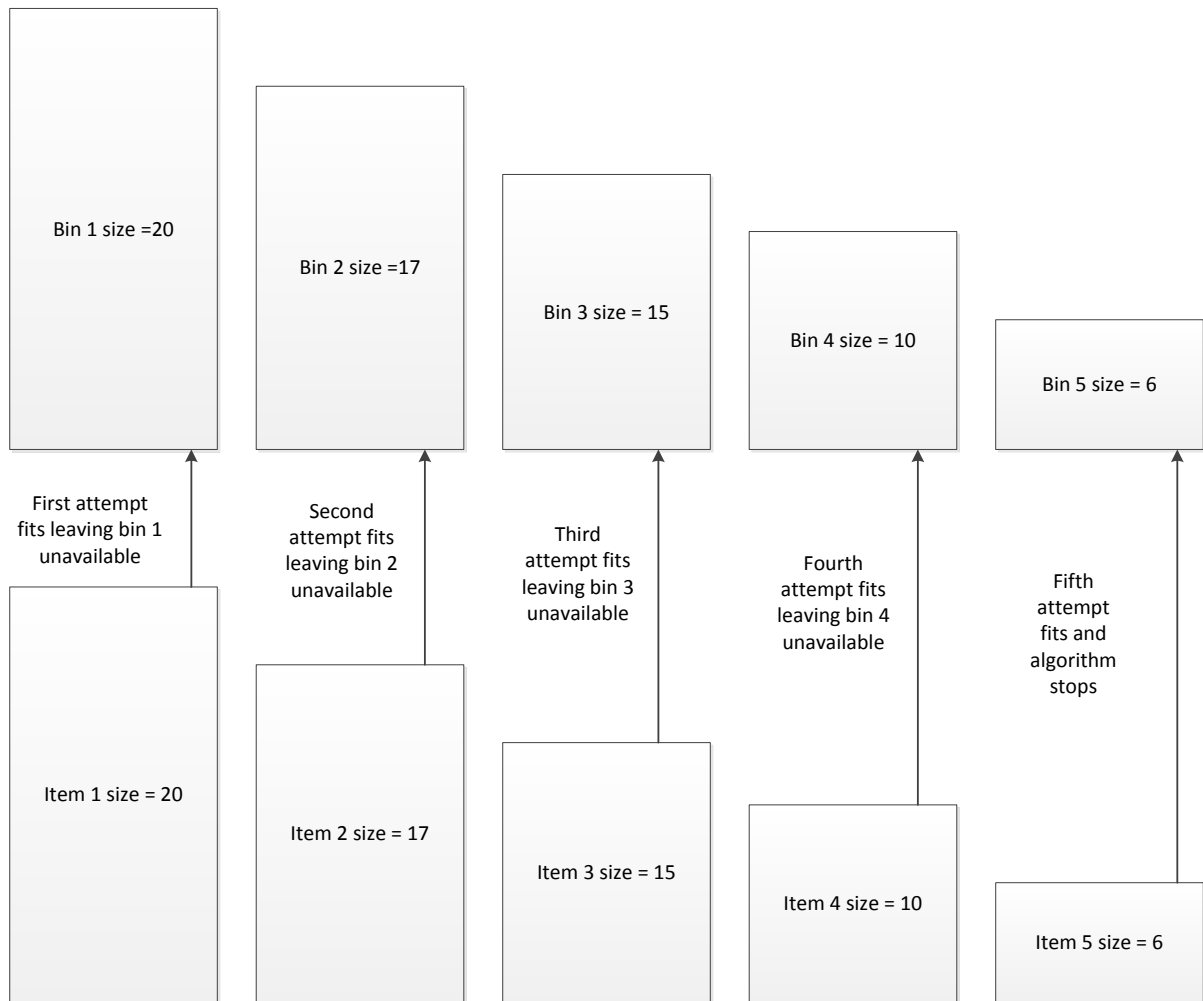 Bin 1 size =20
Bin 2 size =17
Bin 3 size = 15
Bin 4 size = 10
Bin 5 size = 6
First attempt
fits leaving bin 1
unavailable
Second
attempt fits
leaving bin 2
unavailable
Third
attempt fits
leaving bin 3
unavailable
Fourth
attempt fits
leaving bin 4
unavailable
Fifth
attempt
fits and
algorithm
stops
Item 1 size = 20
Item 2 size = 17
Item 3 size = 15
Item 4 size = 10
Item 5 size = 6